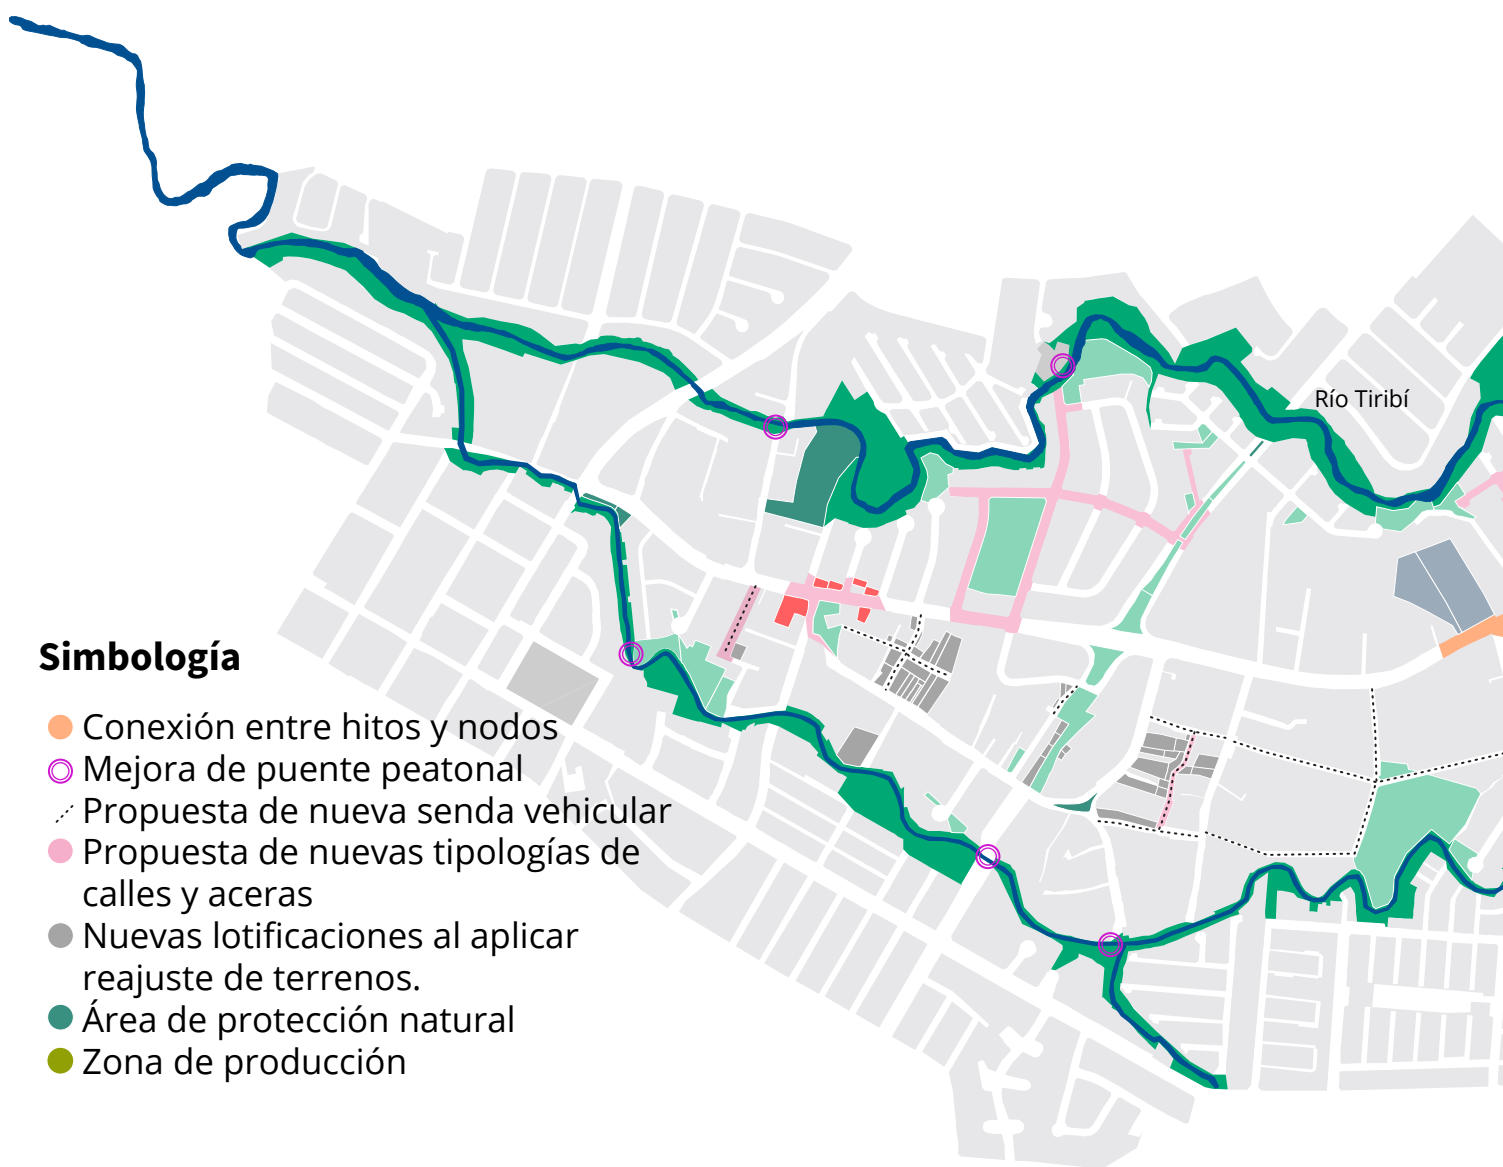 Río Tiribí
Simbología
Conexión entre hitos y nodos
Mejora de puente peatonal
Propuesta de nueva senda vehicular
Propuesta de nuevas tipologías de
calles y aceras
Nuevas lotificaciones al aplicar
reajuste de terrenos.
Área de protección natural
Zona de producción